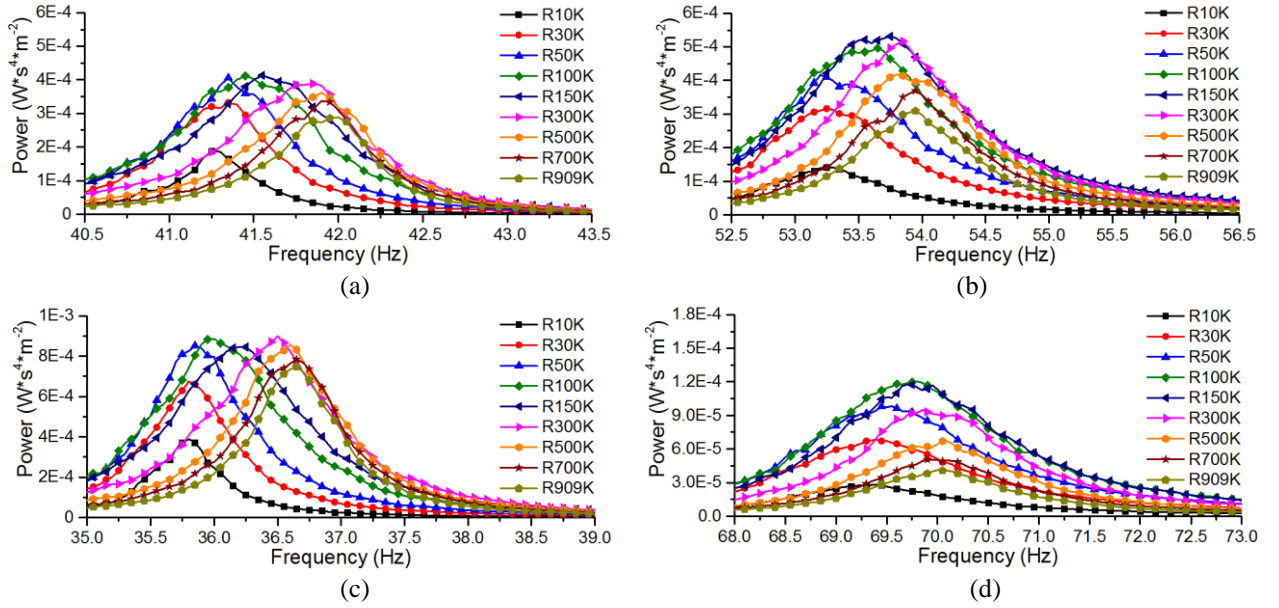 6E-4
5E-4
4E-4
3E-4
2E-4
1E-4
0
Power (W*s⁴*m⁻²)
40.5 41.0 41.5 42.0 42.5 43.0 43.5
Frequency (Hz)
R10K
R30K
R50K
R100K
R150K
R300K
R500K
R700K
R909K
(a)
6E-4
5E-4
4E-4
3E-4
2E-4
1E-4
0
Power (W*s⁴*m⁻²)
52.5 53.0 53.5 54.0 54.5 55.0 55.5 56.0 56.5
Frequency (Hz)
R10K
R30K
R50K
R100K
R150K
R300K
R500K
R700K
R909K
(b)
1E-3
8E-4
6E-4
4E-4
2E-4
0
Power (W*s⁴*m⁻²)
35.0 35.5 36.0 36.5 37.0 37.5 38.0 38.5 39.0
Frequency (Hz)
R10K
R30K
R50K
R100K
R150K
R300K
R500K
R700K
R909K
(c)
1.8E-4
1.5E-4
1.2E-4
9.0E-5
6.0E-5
3.0E-5
0.0
Power (W*s⁴*m⁻²)
68.0 68.5 69.0 69.5 70.0 70.5 71.0 71.5 72.0 72.5 73.0
Frequency (Hz)
R10K
R30K
R50K
R100K
R150K
R300K
R500K
R700K
R909K
(d)